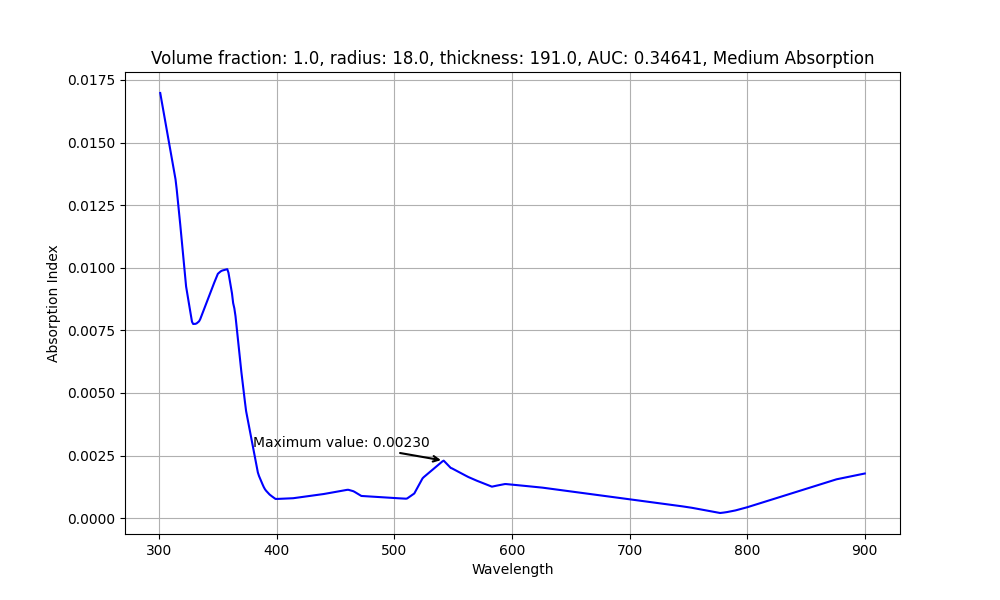 Volume fraction: 1.0, radius: 18.0, thickness: 191.0, AUC: 0.34641, Medium Absorption
0.0175
0.0150
0.0125
0.0100
0.0075
0.0050
0.0025
0.0000
Absorption Index
Maximum value: 0.00230
300 400 500 600 700 800 900
Wavelength